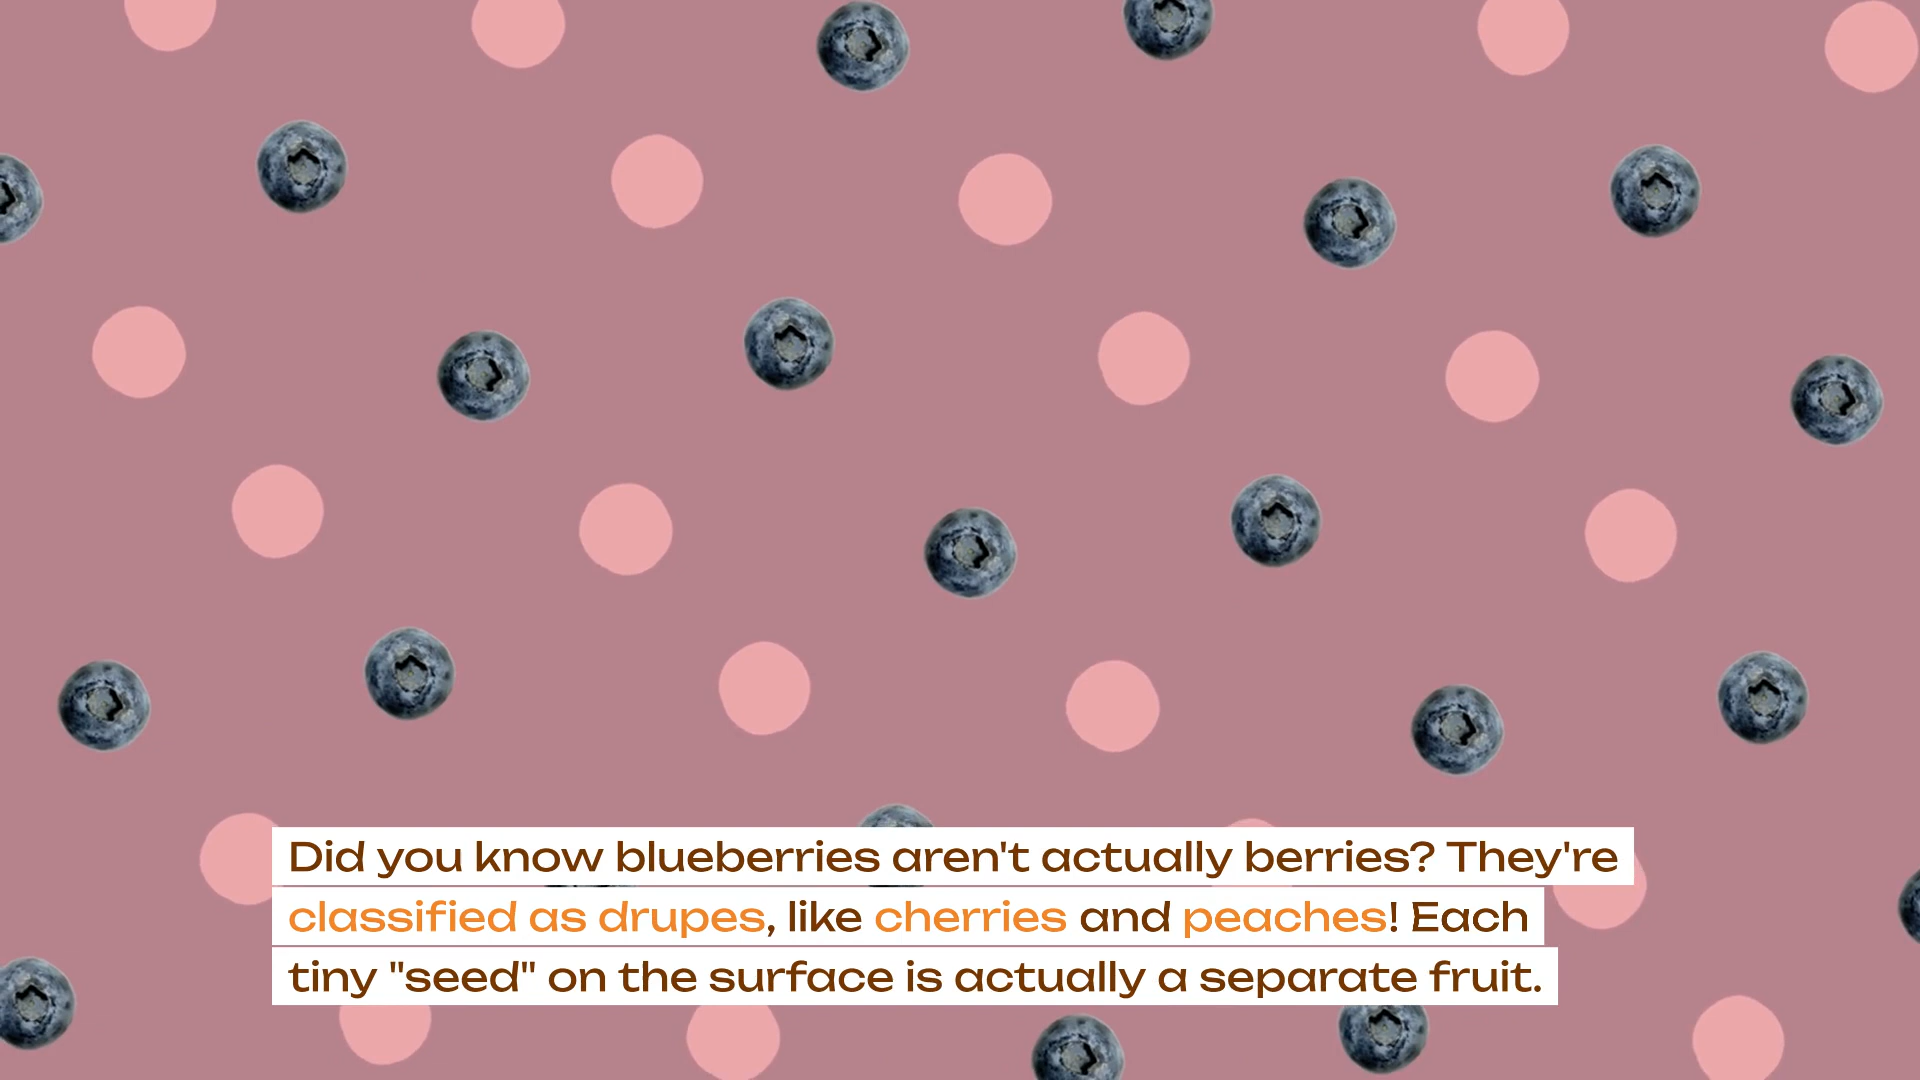 Did you know blueberries aren't actually berries? They're
classified as drupes, like cherries and peaches! Each
tiny "seed" on the surface is actually a separate fruit.